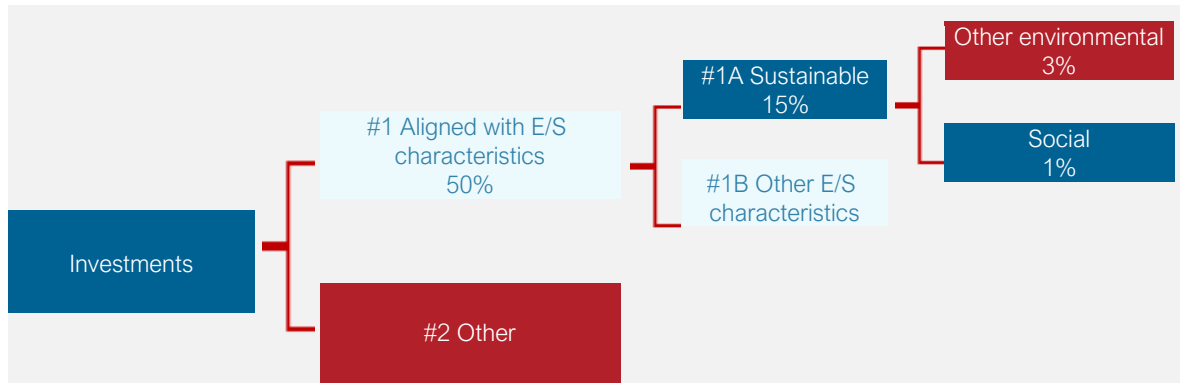 Other environmental
3%
#1A Sustainable
15%
#1 Aligned with E/S
characteristics
50%
Social
1%
#1B Other E/S
characteristics
Investments
#2 Other